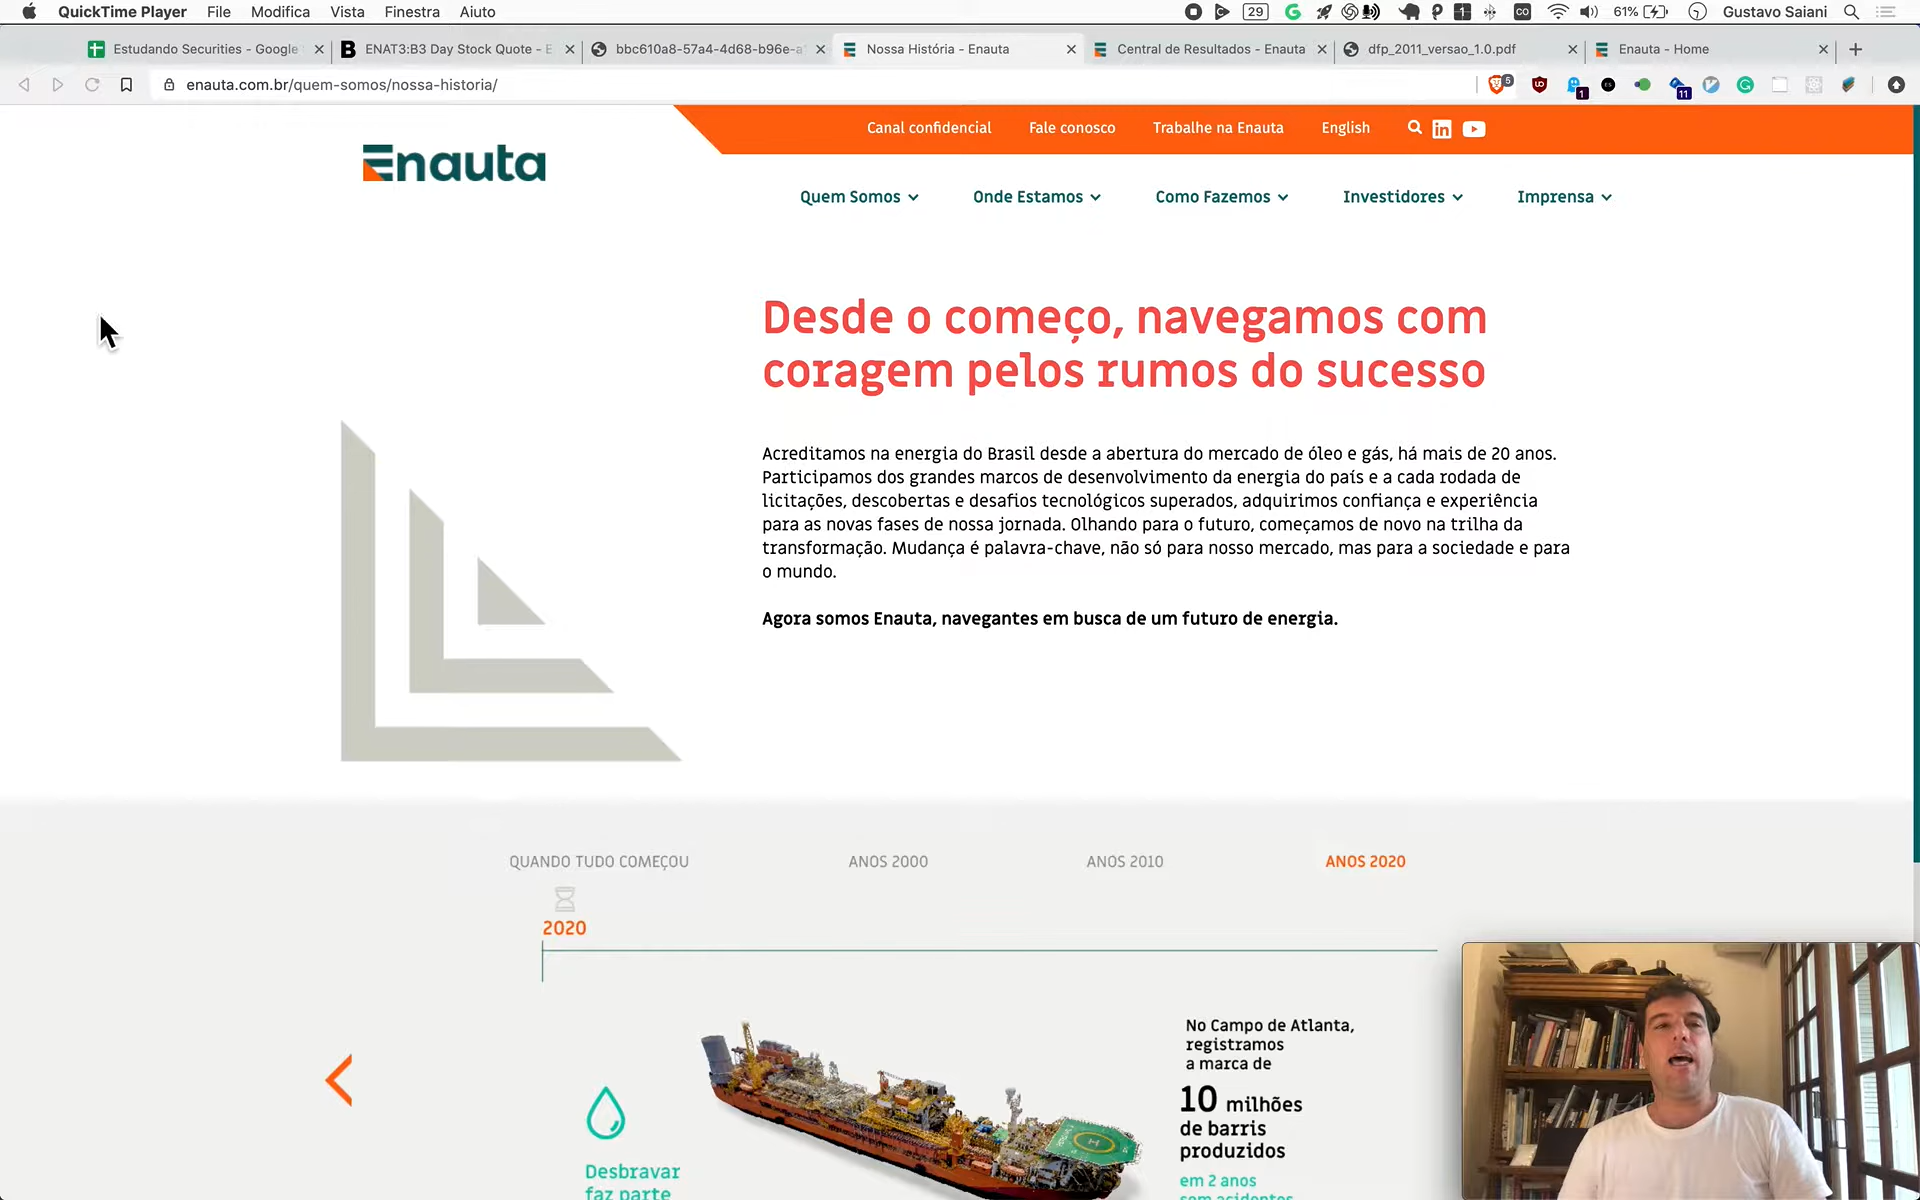 QuickTime Player File Modifica Vista Finestra Aiuto 29 61% Gustavo Saiani
Estudando Securities - Google ENAT3:B3 Day Stock Quote - E bbc610a8-57a4-4d68-b96e-a Nossa História - Enauta Central de Resultados - Enauta dfp_2011_versao_1.0.pdf Enauta - Home
enauta.com.br/quem-somos/nossa-historia/ 5 1 11
Canal confidencial Fale conosco Trabalhe na Enauta English
Enauta
Quem Somos Onde Estamos Como Fazemos Investidores Imprensa
Desde o começo, navegamos com
coragem pelos rumos do sucesso
Acreditamos na energia do Brasil desde a abertura do mercado de óleo e gás, há mais de 20 anos.
Participamos dos grandes marcos de desenvolvimento da energia do país e a cada rodada de
licitações, descobertas e desafios tecnológicos superados, adquirimos confiança e experiência
para as novas fases de nossa jornada. Olhando para o futuro, começamos de novo na trilha da
transformação. Mudança é palavra-chave, não só para nosso mercado, mas para a sociedade e para
o mundo.
Agora somos Enauta, navegantes em busca de um futuro de energia.
QUANDO TUDO COMEÇOU ANOS 2000 ANOS 2010 ANOS 2020
2020
No Campo de Atlanta,
registramos
a marca de
10 milhões
de barris
produzidos
em 2 anos
sem acidentes
Desbravar
faz parte